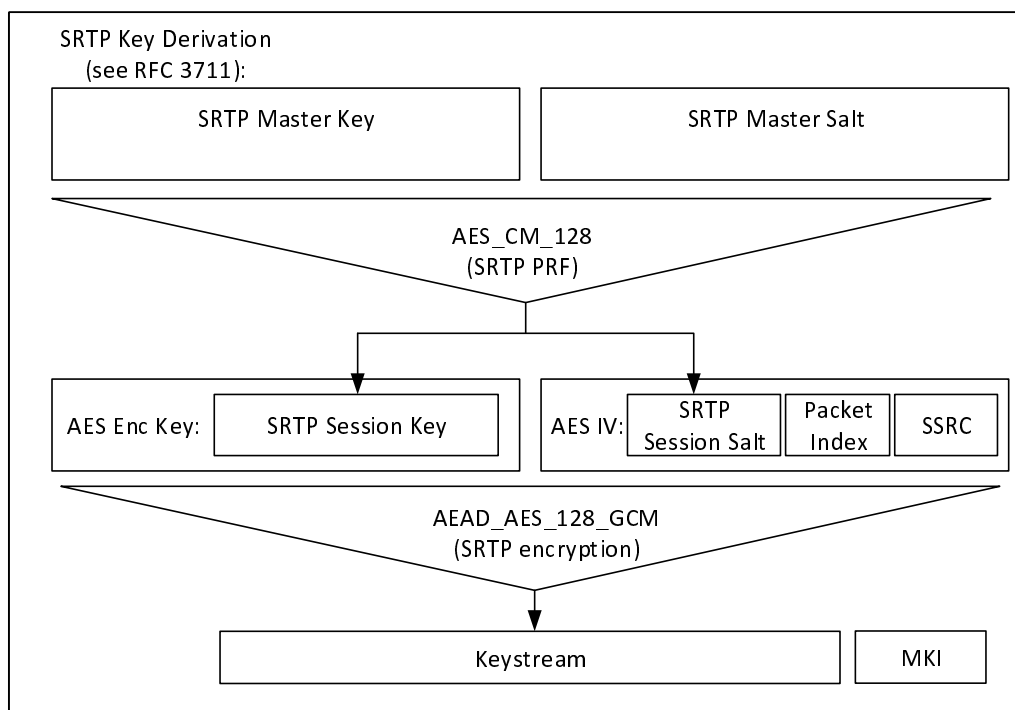 SRTP Key Derivation
(see RFC 3711):
SRTP Master Key
SRTP Master Salt
AES_CM_128
(SRTP PRF)
AES Enc Key:
SRTP Session Key
AES IV:
SRTP
Session Salt
Packet
Index
SSRC
AEAD_AES_128_GCM
(SRTP encryption)
Keystream
MKI